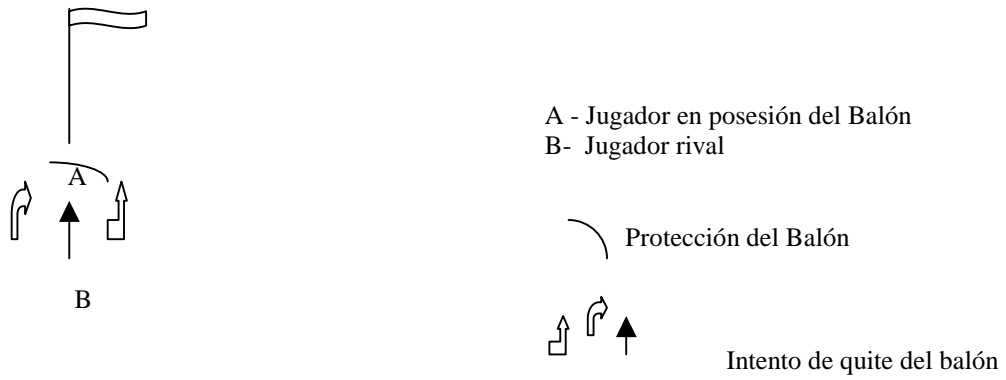 A - Jugador en posesión del Balón
B- Jugador rival
A
Protección del Balón
B
Intento de quite del balón